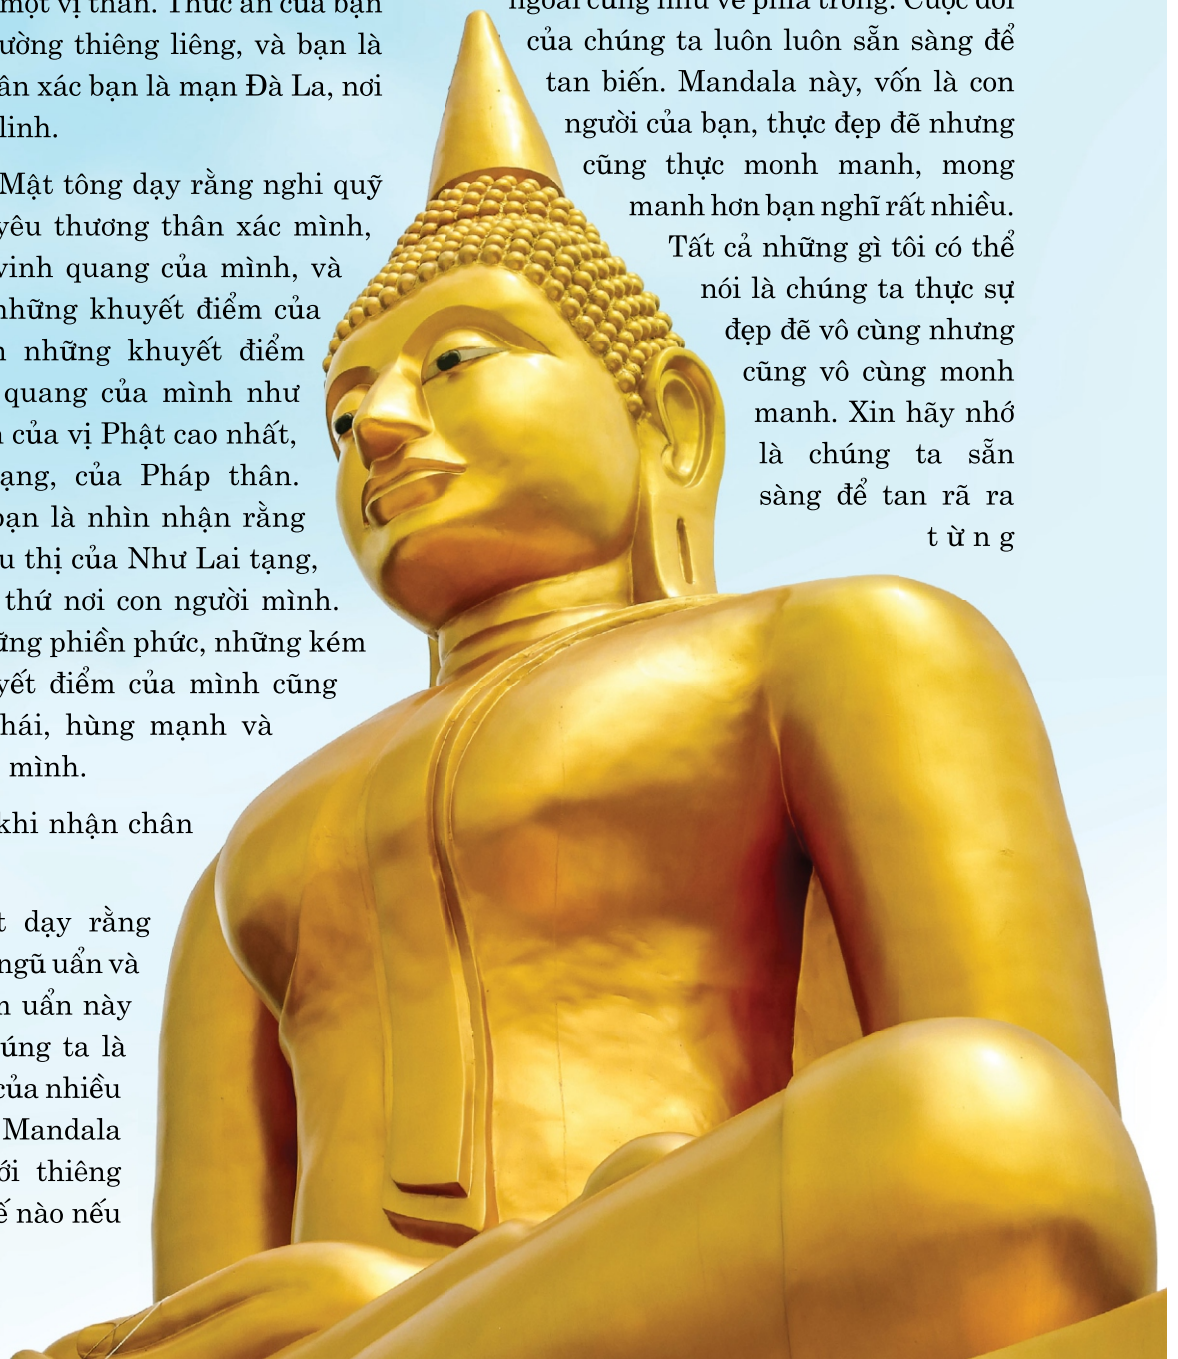 một vị thần. Thức ăn của bạn
ường thiêng liêng, và bạn là
ân xác bạn là mạn Đà La, nơi
linh.
Mật tông dạy rằng nghi quỹ
yêu thương thân xác mình,
vinh quang của mình, và
những khuyết điểm của
những khuyết điểm
quang của mình như
của vị Phật cao nhất,
ạng, của Pháp thân.
bạn là nhìn nhận rằng
u thị của Như Lai tạng,
thứ nơi con người mình.
ững phiền phức, những kém
yết điểm của mình cũng
hái, hùng mạnh và
mình.
khi nhận chân
t dạy rằng
ngũ uẩn và
uẩn này
úng ta là
của nhiều
Mandala
ới thiêng
ế nào nếu
ngoài cũng như về phía trong. Cuộc đời
của chúng ta luôn luôn sẵn sàng để
tan biến. Mandala này, vốn là con
người của bạn, thực đẹp đẽ nhưng
cũng thực monh manh, mong
manh hơn bạn nghĩ rất nhiều.
Tất cả những gì tôi có thể
nói là chúng ta thực sự
đẹp đẽ vô cùng nhưng
cũng vô cùng monh
manh. Xin hãy nhớ
là chúng ta sẵn
sàng để tan rã ra
từng